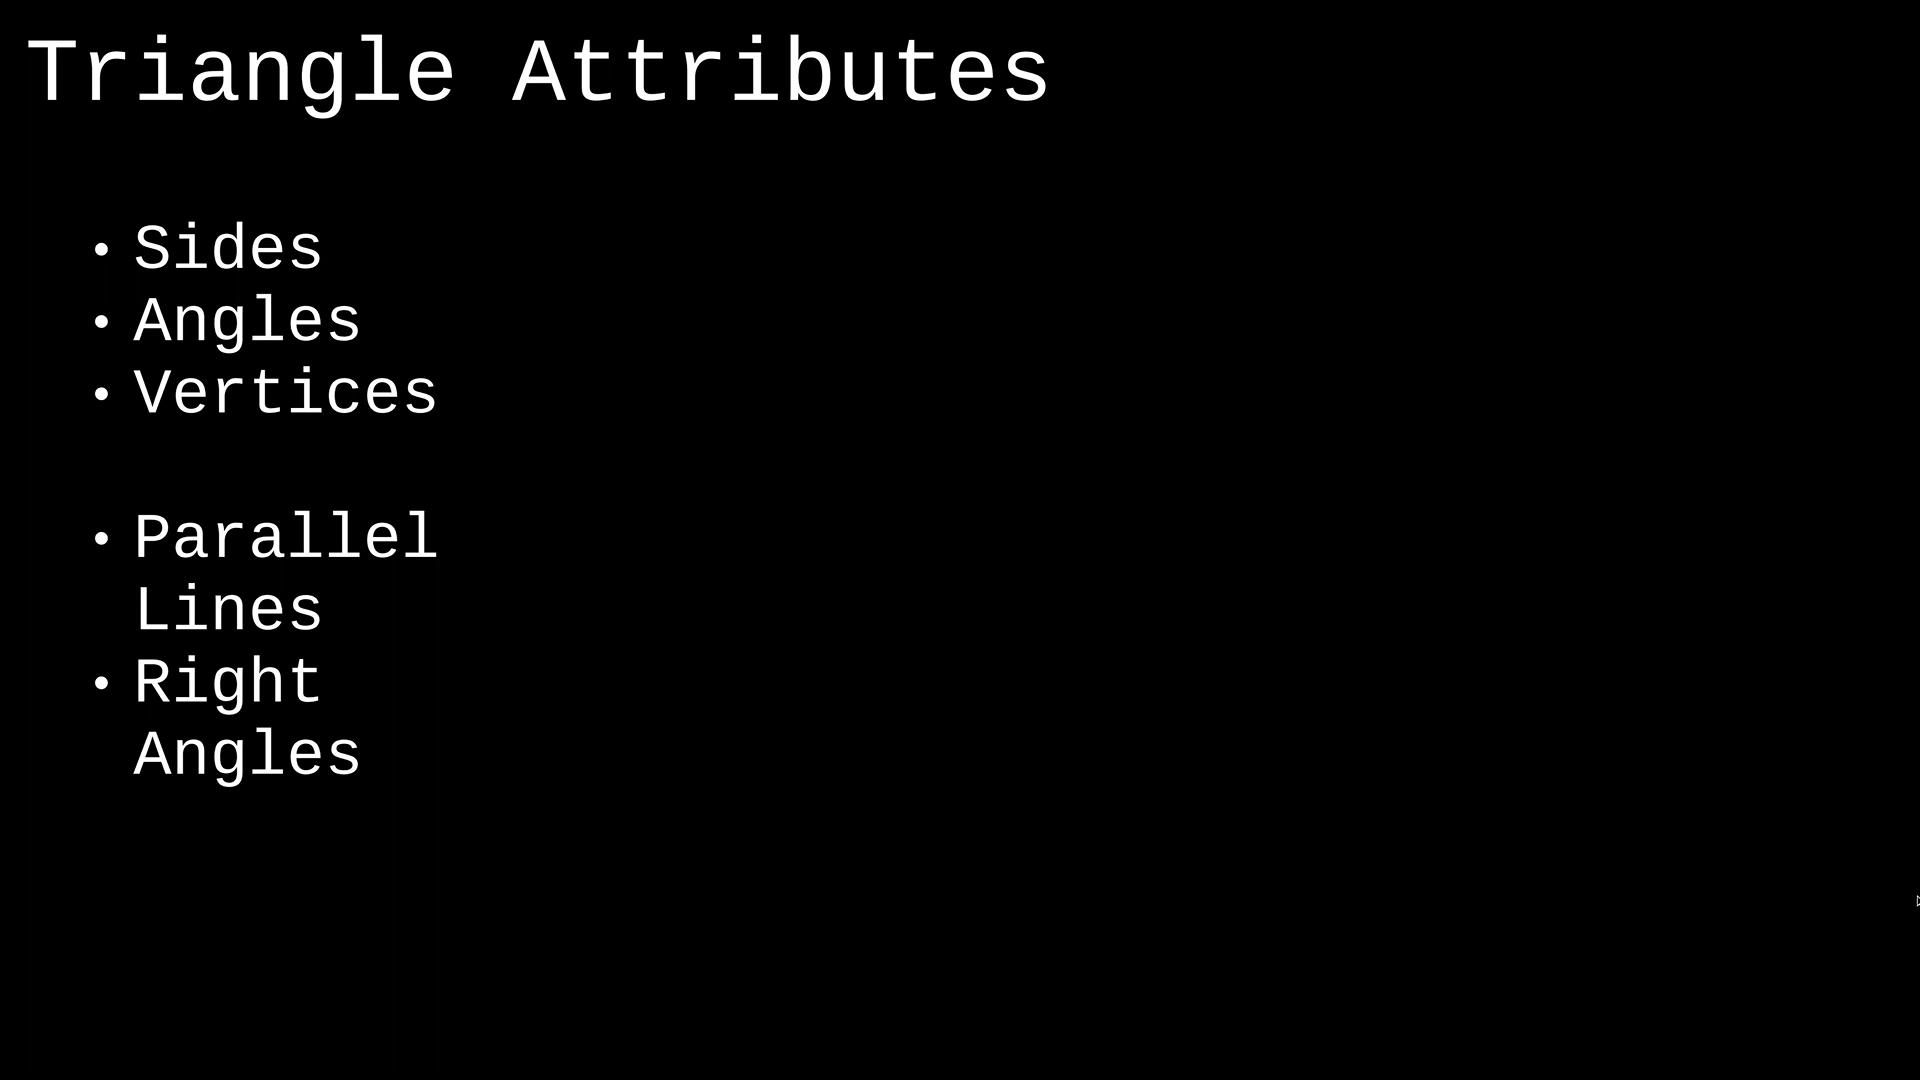 Triangle Attributes
• Sides
• Angles
• Vertices
• Parallel
Lines
• Right
Angles